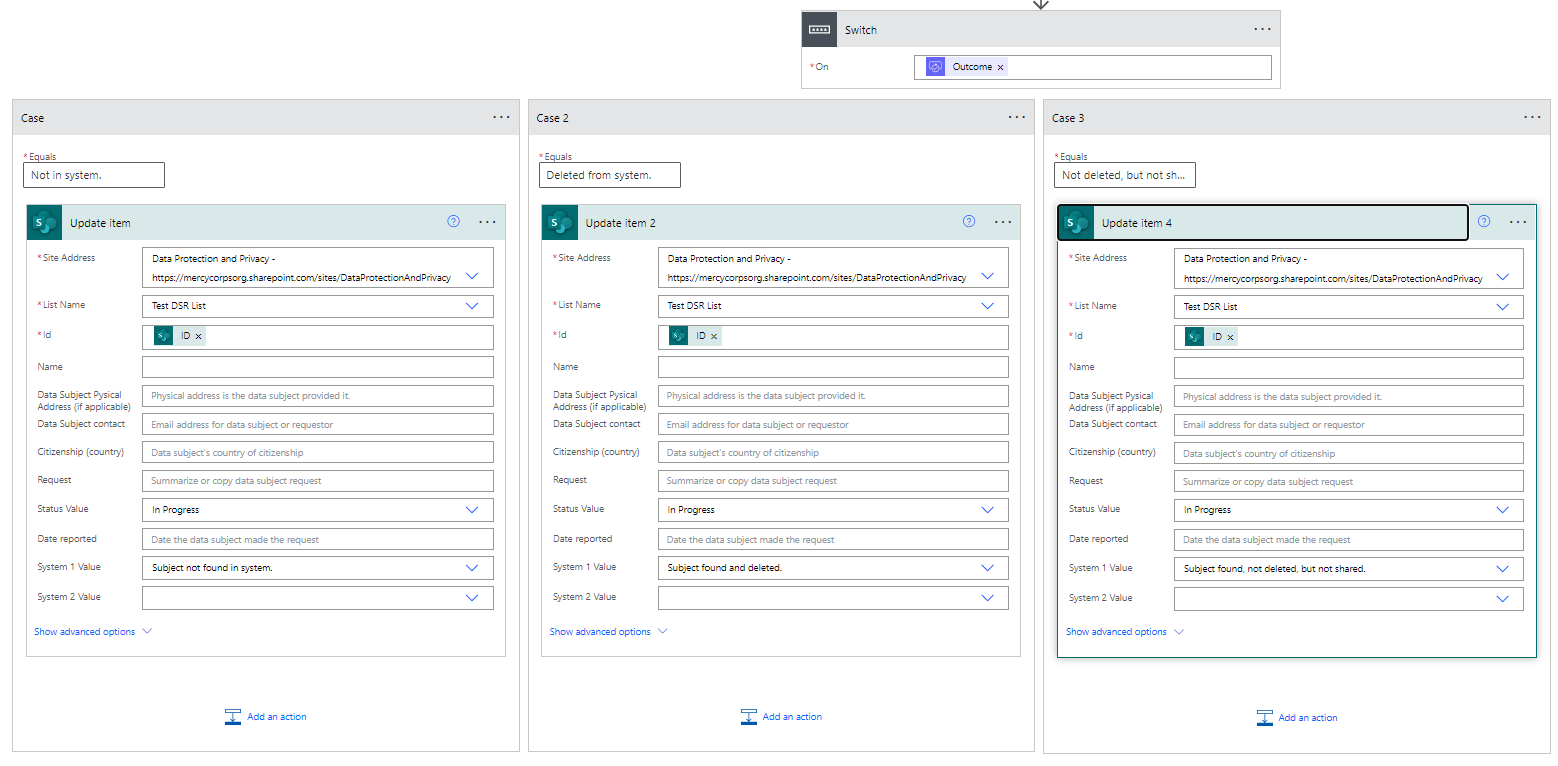 Switch
*On
Outcome ×
Case
*Equals
Not in system.
Update item
*Site Address
Data Protection and Privacy -
https://mercycorpsorg.sharepoint.com/sites/DataProtectionAndPrivacy
*List Name
Test DSR List
*Id
ID ×
Name
Data Subject Pysical
Address (if applicable)
Physical address is the data subject provided it.
Data Subject contact
Email address for data subject or requestor
Citizenship (country)
Data subject's country of citizenship
Request
Summarize or copy data subject request
Status Value
In Progress
Date reported
Date the data subject made the request
System 1 Value
Subject not found in system.
System 2 Value
Show advanced options
Add an action
Case 2
*Equals
Deleted from system.
Update item 2
*Site Address
Data Protection and Privacy -
https://mercycorpsorg.sharepoint.com/sites/DataProtectionAndPrivacy
*List Name
Test DSR List
*Id
ID ×
Name
Data Subject Pysical
Address (if applicable)
Physical address is the data subject provided it.
Data Subject contact
Email address for data subject or requestor
Citizenship (country)
Data subject's country of citizenship
Request
Summarize or copy data subject request
Status Value
In Progress
Date reported
Date the data subject made the request
System 1 Value
Subject found and deleted.
System 2 Value
Show advanced options
Add an action
Case 3
*Equals
Not deleted, but not sh...
Update item 4
*Site Address
Data Protection and Privacy -
https://mercycorpsorg.sharepoint.com/sites/DataProtectionAndPrivacy
*List Name
Test DSR List
*Id
ID ×
Name
Data Subject Pysical
Address (if applicable)
Physical address is the data subject provided it.
Data Subject contact
Email address for data subject or requestor
Citizenship (country)
Data subject's country of citizenship
Request
Summarize or copy data subject request
Status Value
In Progress
Date reported
Date the data subject made the request
System 1 Value
Subject found, not deleted, but not shared.
System 2 Value
Show advanced options
Add an action